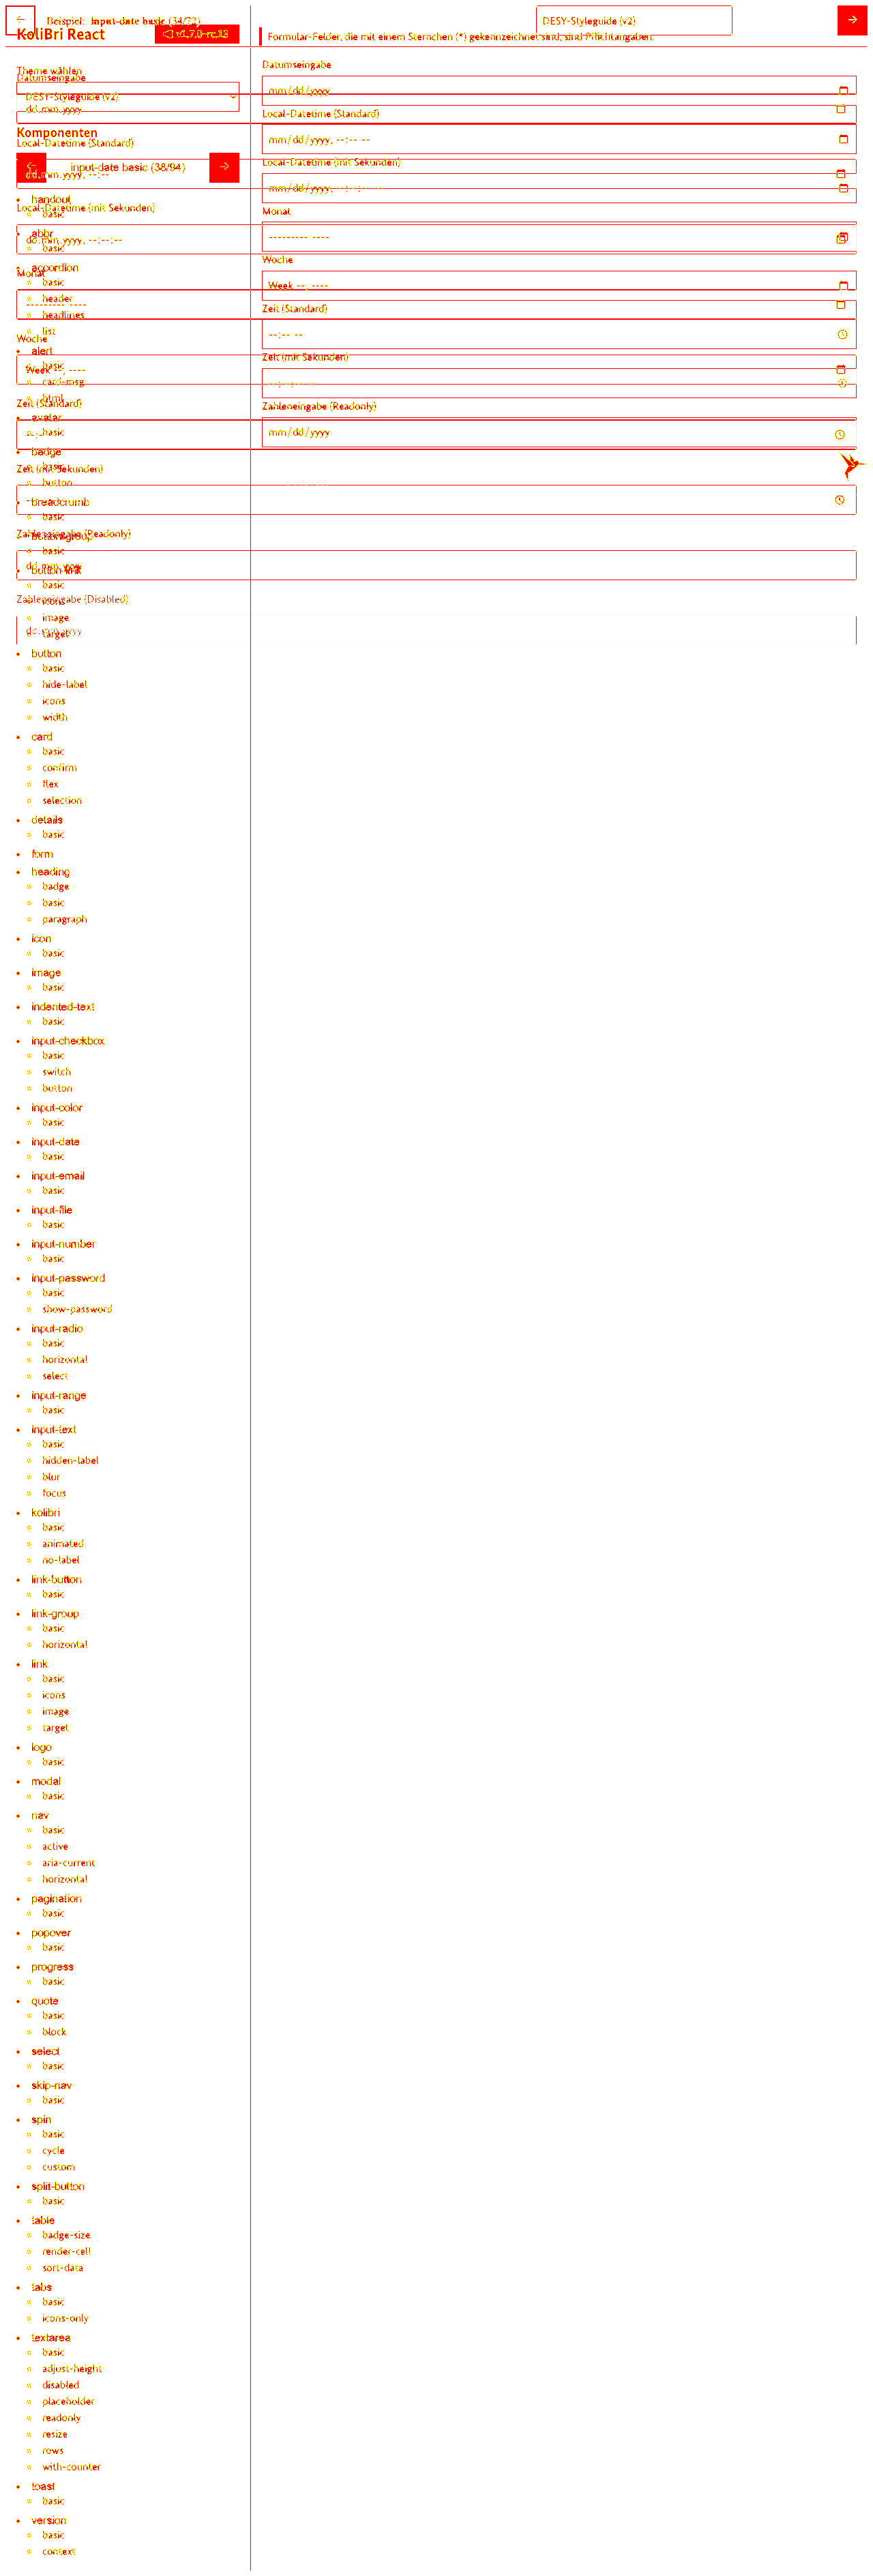 Beispiel: input-date basic (34/72)
DESY-Styleguide (v2)
KoliBri React
v1.7.0-rc.13
Formular-Felder, die mit einem Sternchen (*) gekennzeichnet sind, sind Pflichtangaben.
Theme wählen
Datumseingabe
DESY-Styleguide (v2)
dd.mm.yyyy
Komponenten
Local-Datetime (Standard)
input-date basic (38/94)
dd.mm.yyyy, --:--
handout
basic
Local-Datetime (mit Sekunden)
abbr
dd.mm.yyyy, --:--:--
basic
accordion
Monat
basic
header
--------- ----
headlines
list
Woche
alert
basic
Week --, ----
card-msg
html
Zeit (Standard)
avatar
basic
badge
basic
Zeit (mit Sekunden)
button
breadcrumb
basic
Zahleneingabe (Readonly)
basic
dd.mm.yyyy
button-link
basic
Zahleneingabe (Disabled)
icons
image
dd.mm.yyyy
target
Datumseingabe
mm/dd/yyyy
Local-Datetime (Standard)
mm/dd/yyyy, --:-- --
Local-Datetime (mit Sekunden)
mm/dd/yyyy, --:--:-- --
Monat
--------- ----
Woche
Week --, ----
Zeit (Standard)
--:-- --
Zeit (mit Sekunden)
--:--:-- --
Zahleneingabe (Readonly)
mm/dd/yyyy
button
basic
hide-label
icons
width
card
basic
confirm
flex
selection
details
basic
form
heading
badge
basic
paragraph
icon
basic
image
basic
indented-text
basic
input-checkbox
basic
switch
button
input-color
basic
input-date
basic
input-email
basic
input-file
basic
input-number
basic
input-password
basic
show-password
input-radio
basic
horizontal
select
input-range
basic
input-text
basic
hidden-label
blur
focus
kolibri
basic
animated
no-label
link-button
basic
link-group
basic
horizontal
link
basic
icons
image
target
logo
basic
modal
basic
nav
basic
active
aria-current
horizontal
pagination
basic
popover
basic
progress
basic
quote
basic
block
select
basic
skip-nav
basic
spin
basic
cycle
custom
split-button
basic
table
badge-size
render-cell
sort-data
tabs
basic
icons-only
textarea
basic
adjust-height
disabled
placeholder
readonly
resize
rows
with-counter
toast
basic
version
basic
context